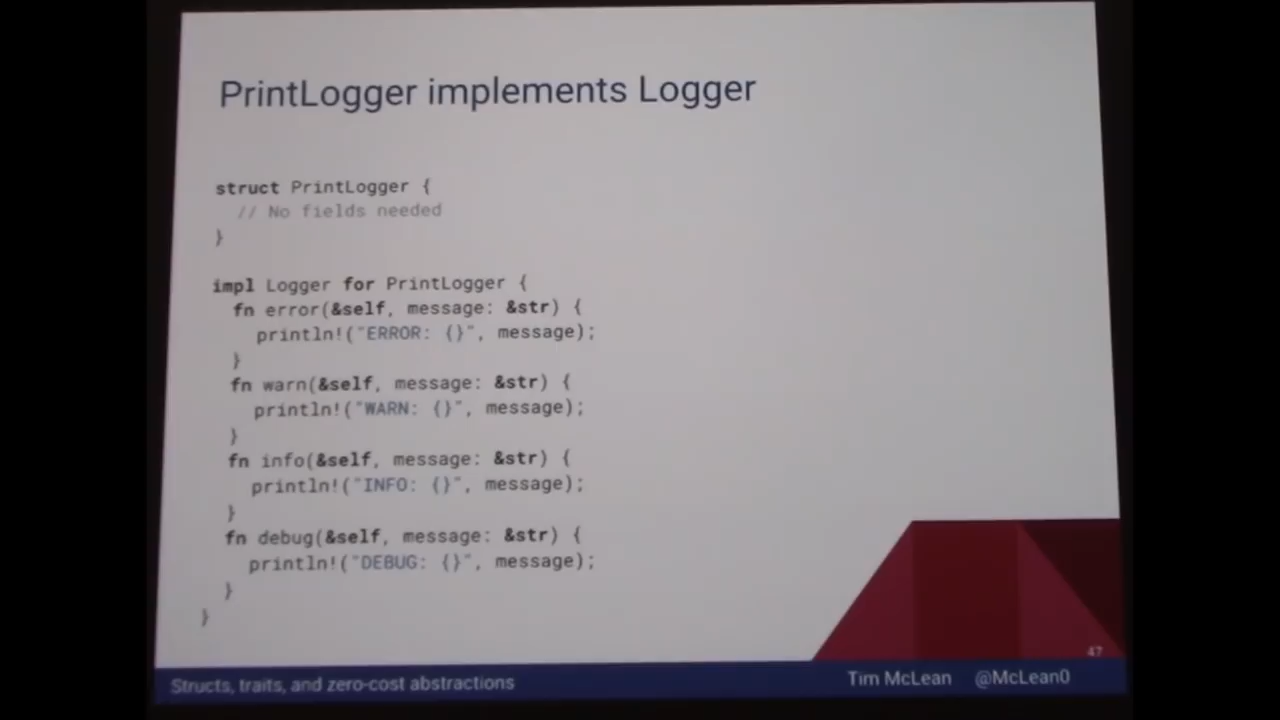 PrintLogger implements Logger
struct PrintLogger {
// No fields needed
}
impl Logger for PrintLogger {
fn error(&self, message: &str) {
println!("ERROR: {}", message);
}
fn warn(&self, message: &str) {
println!("WARN: {}", message);
}
fn info(&self, message: &str) {
println!("INFO: {}", message);
}
fn debug(&self, message: &str) {
println!("DEBUG: {}", message);
}
}
47
Structs, traits, and zero-cost abstractions
Tim McLean @McLean0